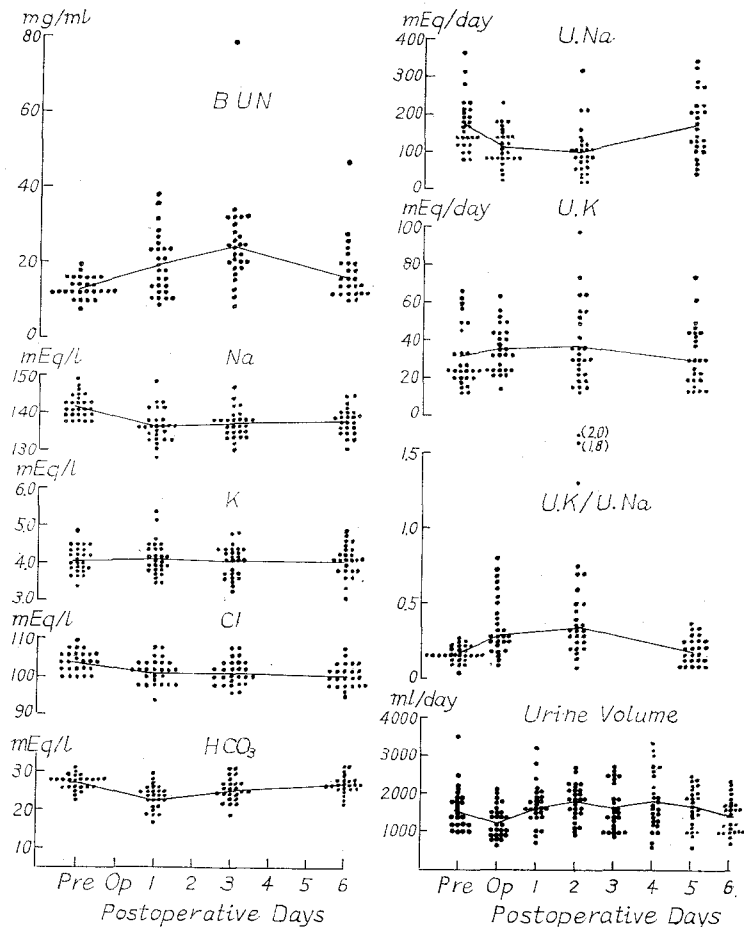 mg/ml
80
60
40
20
0
BUN
mEq/l
150
140
130
Na
mEq/l
6.0
5.0
4.0
3.0
K
mEq/l
110
100
90
Cl
mEq/l
30
20
10
5
HCO₃
Pre Op 1 2 3 4 5 6
Postoperative Days
mEq/day
400
300
200
100
0
U.Na
mEq/day
100
80
60
40
20
0
U.K
1,5
1,0
0,5
0
(2,0)
(1,8)
U.K/U.Na
ml/day
4000
3000
2000
1000
Urine Volume
Pre Op 1 2 3 4 5 6
Postoperative Days